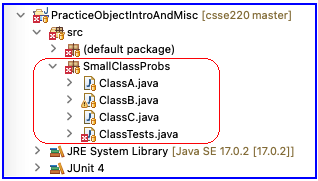 PracticeObjectIntroAndMisc [csse220 master]
src
(default package)
SmallClassProbs
ClassA.java
ClassB.java
ClassC.java
ClassTests.java
JRE System Library [Java SE 17.0.2 [17.0.2]]
JUnit 4